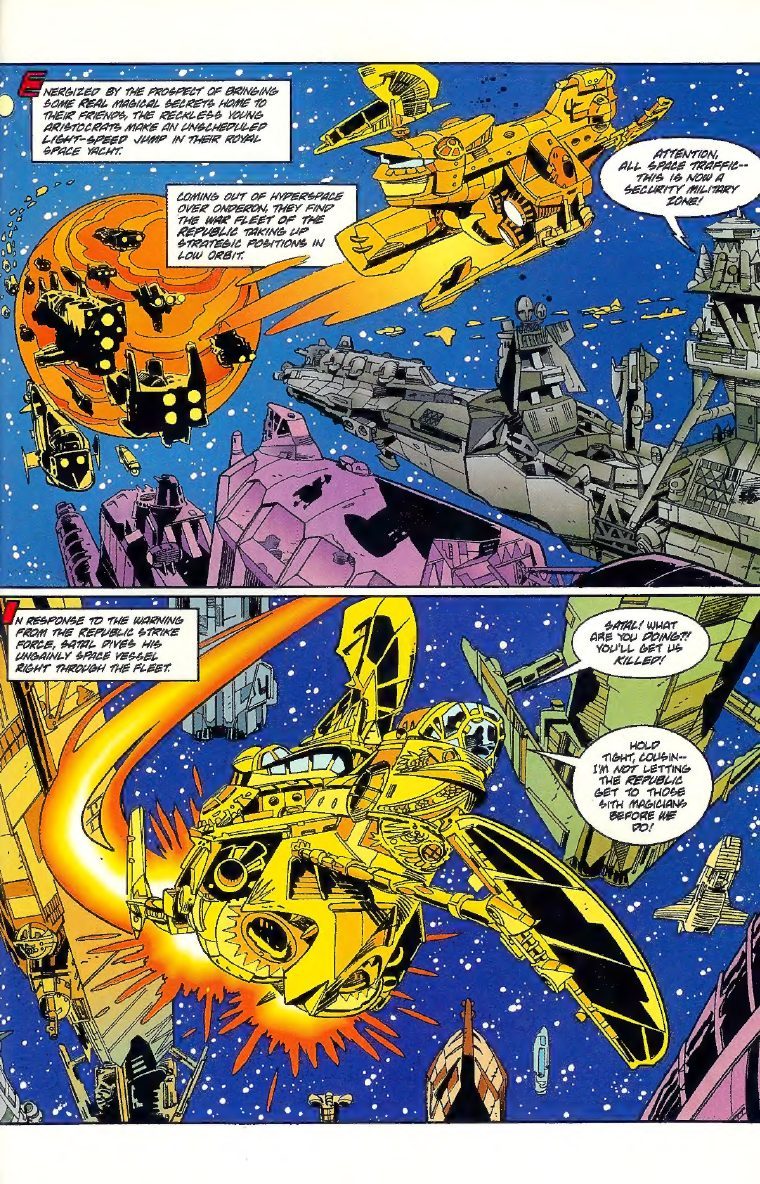 ENERGIZED BY THE PROSPECT OF BRINGING
SOME REAL MAGICAL SECRETS HOME TO
THEIR FRIENDS, THE RECKLESS YOUNG
ARISTOCRATS MAKE AN UNSCHEDULED
LIGHT-SPEED JUMP IN THEIR ROYAL
SPACE YACHT.
COMING OUT OF HYPERSPACE
OVER ONDERON, THEY FIND
THE WAR FLEET OF THE
REPUBLIC TAKING UP
STRATEGIC POSITIONS IN
LOW ORBIT.
ATTENTION,
ALL SPACE TRAFFIC--
THIS IS NOW A
SECURITY MILITARY
ZONE!
IN RESPONSE TO THE WARNING
FROM THE REPUBLIC STRIKE
FORCE, SATAL DIVES HIS
UNGAINLY SPACE VESSEL
RIGHT THROUGH THE FLEET.
SATAL! WHAT
ARE YOU DOING?!
YOU'LL GET US
KILLED!
HOLD
TIGHT, COUSIN--
I'M NOT LETTING
THE REPUBLIC
GET TO THOSE
SITH MAGICIANS
BEFORE WE
DO!